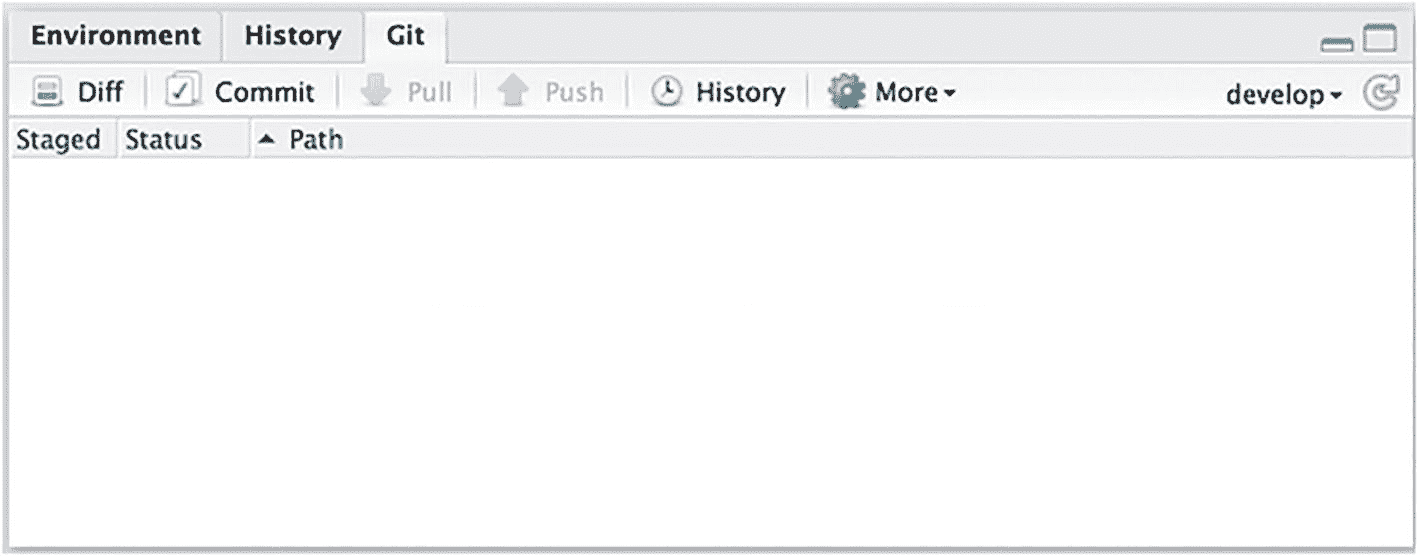 Environment History Git
Diff Commit Pull Push History More develop
Staged Status Path